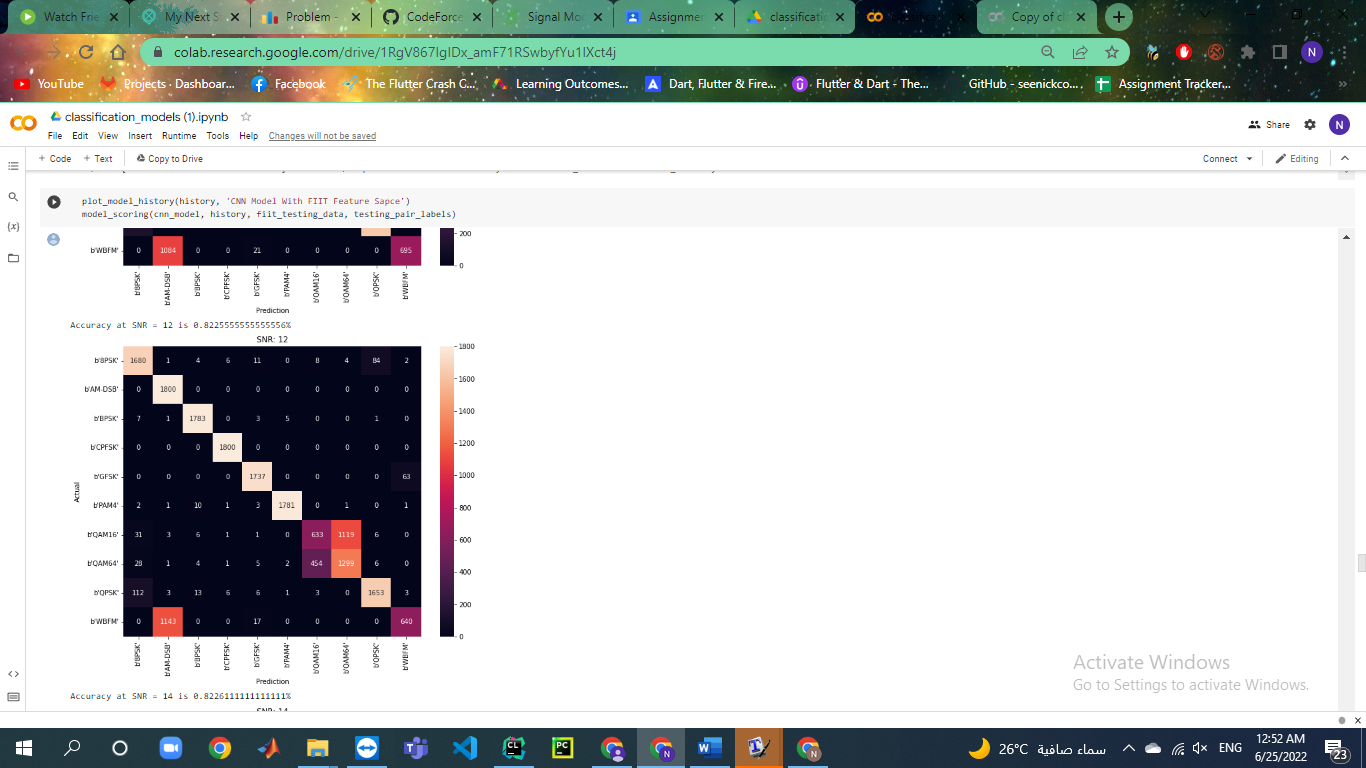 Watch Frie
My Next S
Problem -
CodeForce
Signal Mo
Assignmen
classificati
Copy of cl
colab.research.google.com/drive/1RgV867IgIDx_amF71RSwbyfYu1lXct4j
N
YouTube
Projects · Dashboar...
Facebook
The Flutter Crash C...
Learning Outcomes...
Dart, Flutter & Fire...
Flutter & Dart - The...
GitHub - seenickco...
Assignment Tracker...
»
classification_models (1).ipynb
Share
N
File Edit View Insert Runtime Tools Help Changes will not be saved
+ Code + Text Copy to Drive
Connect
Editing
plot_model_history(history, 'CNN Model With FIIT Feature Sapce')
model_scoring(cnn_model, history, fiit_testing_data, testing_pair_labels)
200
b'WBFM' 0 1084 0 0 21 0 0 0 0 695
0
b'8PSK' b'AM-DSB' b'BPSK' b'CPFSK' b'GFSK' b'PAM4' b'QAM16' b'QAM64' b'QPSK' b'WBFM'
Prediction
Accuracy at SNR = 12 is 0.8225555555555556%
SNR: 12
b'8PSK' 1680 1 4 6 11 0 8 4 84 2
b'AM-DSB' 0 1800 0 0 0 0 0 0 0 0
b'BPSK' 7 1 1783 0 3 5 0 0 1 0
b'CPFSK' 0 0 0 1800 0 0 0 0 0 0
b'GFSK' 0 0 0 0 1737 0 0 0 0 63
b'PAM4' 2 1 10 1 3 1781 0 1 0 1
b'QAM16' 31 3 6 1 1 0 633 1119 6 0
b'QAM64' 28 1 4 1 5 2 454 1299 6 0
b'QPSK' 112 3 13 6 6 1 3 0 1653 3
b'WBFM' 0 1143 0 0 17 0 0 0 0 640
Actual
1800
1600
1400
1200
1000
800
600
400
200
0
b'8PSK' b'AM-DSB' b'BPSK' b'CPFSK' b'GFSK' b'PAM4' b'QAM16' b'QAM64' b'QPSK' b'WBFM'
Prediction
Accuracy at SNR = 14 is 0.8226111111111111%
SNR: 14
Activate Windows
Go to Settings to activate Windows.
26°C سماء صافية
ENG
12:52 AM
6/25/2022
23